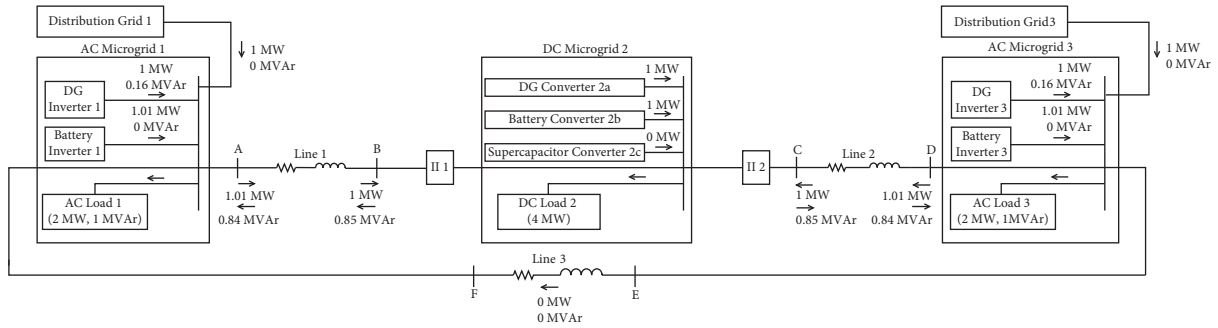 Distribution Grid 1
1 MW
0 MVAr
AC Microgrid 1
1 MW
0.16 MVAr
DG
Inverter 1
1.01 MW
0 MVAr
Battery
Inverter 1
AC Load 1
(2 MW, 1 MVAr)
A
Line 1
B
1.01 MW
0.84 MVAr
1 MW
0.85 MVAr
II 1
DC Microgrid 2
1 MW
DG Converter 2a
1 MW
Battery Converter 2b
0 MW
Supercapacitor Converter 2c
DC Load 2
(4 MW)
II 2
C
Line 2
D
1 MW
0.85 MVAr
1.01 MW
0.84 MVAr
Distribution Grid3
1 MW
0 MVAr
AC Microgrid 3
1 MW
0.16 MVAr
DG
Inverter 3
1.01 MW
0 MVAr
Battery
Inverter 3
AC Load 3
(2 MW, 1MVAr)
Line 3
F
E
0 MW
0 MVAr